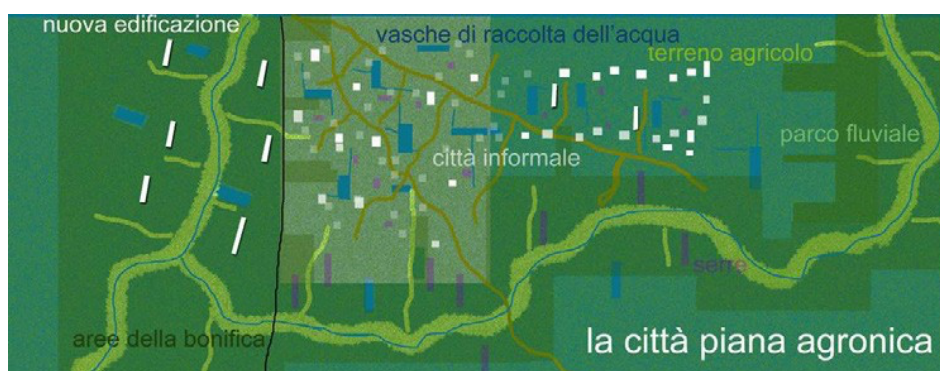 nuova edificazione
vasche di raccolta dell'acqua
terreno agricolo
parco fluviale
città informale
serre
aree della bonifica
la città piana agronica